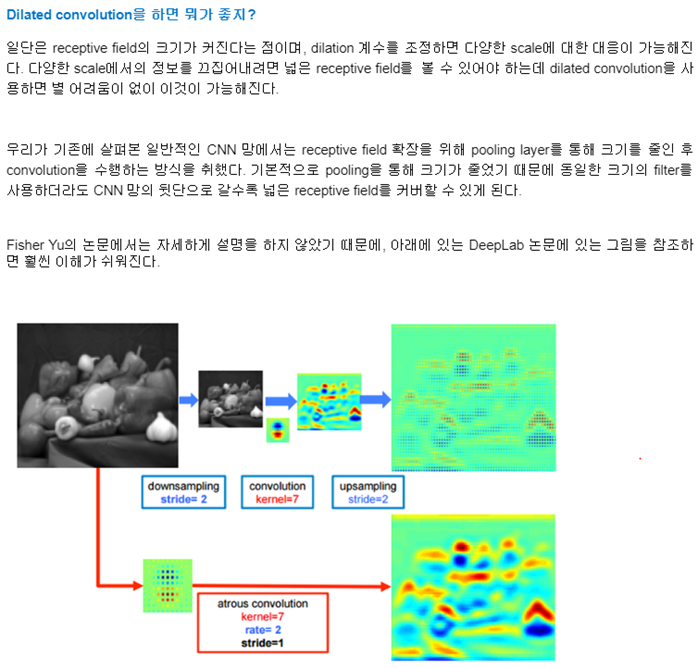 Dilated convolution을 하면 뭐가 좋지?
일단은 receptive field의 크기가 커진다는 점이며, dilation 계수를 조정하면 다양한 scale에 대한 대응이 가능해진
다. 다양한 scale에서의 정보를 끄집어내려면 넓은 receptive field를 볼 수 있어야 하는데 dilated convolution을 사
용하면 별 어려움이 없이 이것이 가능해진다.
우리가 기존에 살펴본 일반적인 CNN 망에서는 receptive field 확장을 위해 pooling layer를 통해 크기를 줄인 후
convolution을 수행하는 방식을 취했다. 기본적으로 pooling을 통해 크기가 줄었기 때문에 동일한 크기의 filter를
사용하더라도 CNN 망의 뒷단으로 갈수록 넓은 receptive field를 커버할 수 있게 된다.
Fisher Yu의 논문에서는 자세하게 설명을 하지 않았기 때문에, 아래에 있는 DeepLab 논문에 있는 그림을 참조하
면 훨씬 이해가 쉬워진다.
downsampling
stride= 2
convolution
kernel=7
upsampling
stride=2
atrous convolution
kernel=7
rate= 2
stride=1